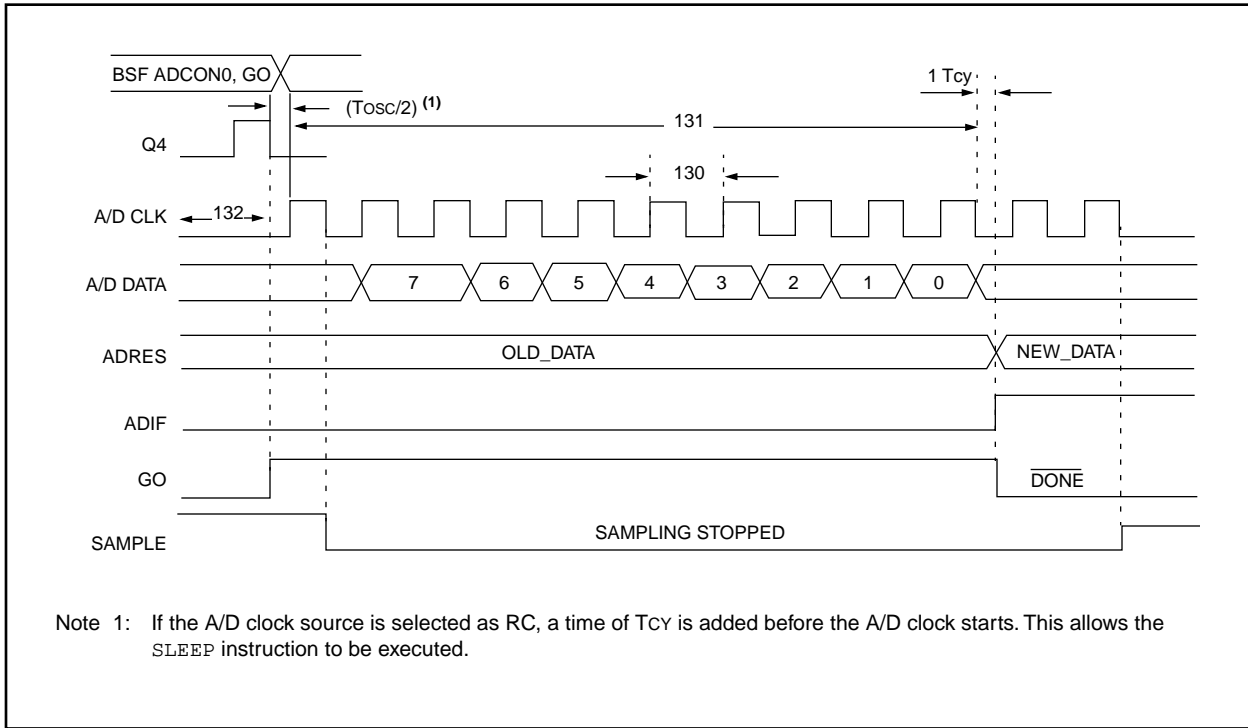 BSF ADCON0, GO
1 Tcy
(TOSC/2) (1)
131
Q4
130
A/D CLK
132
A/D DATA
7 6 5 4 3 2 1 0
ADRES
OLD_DATA
NEW_DATA
ADIF
GO
DONE
SAMPLE
SAMPLING STOPPED
Note 1: If the A/D clock source is selected as RC, a time of TCY is added before the A/D clock starts. This allows the
SLEEP instruction to be executed.